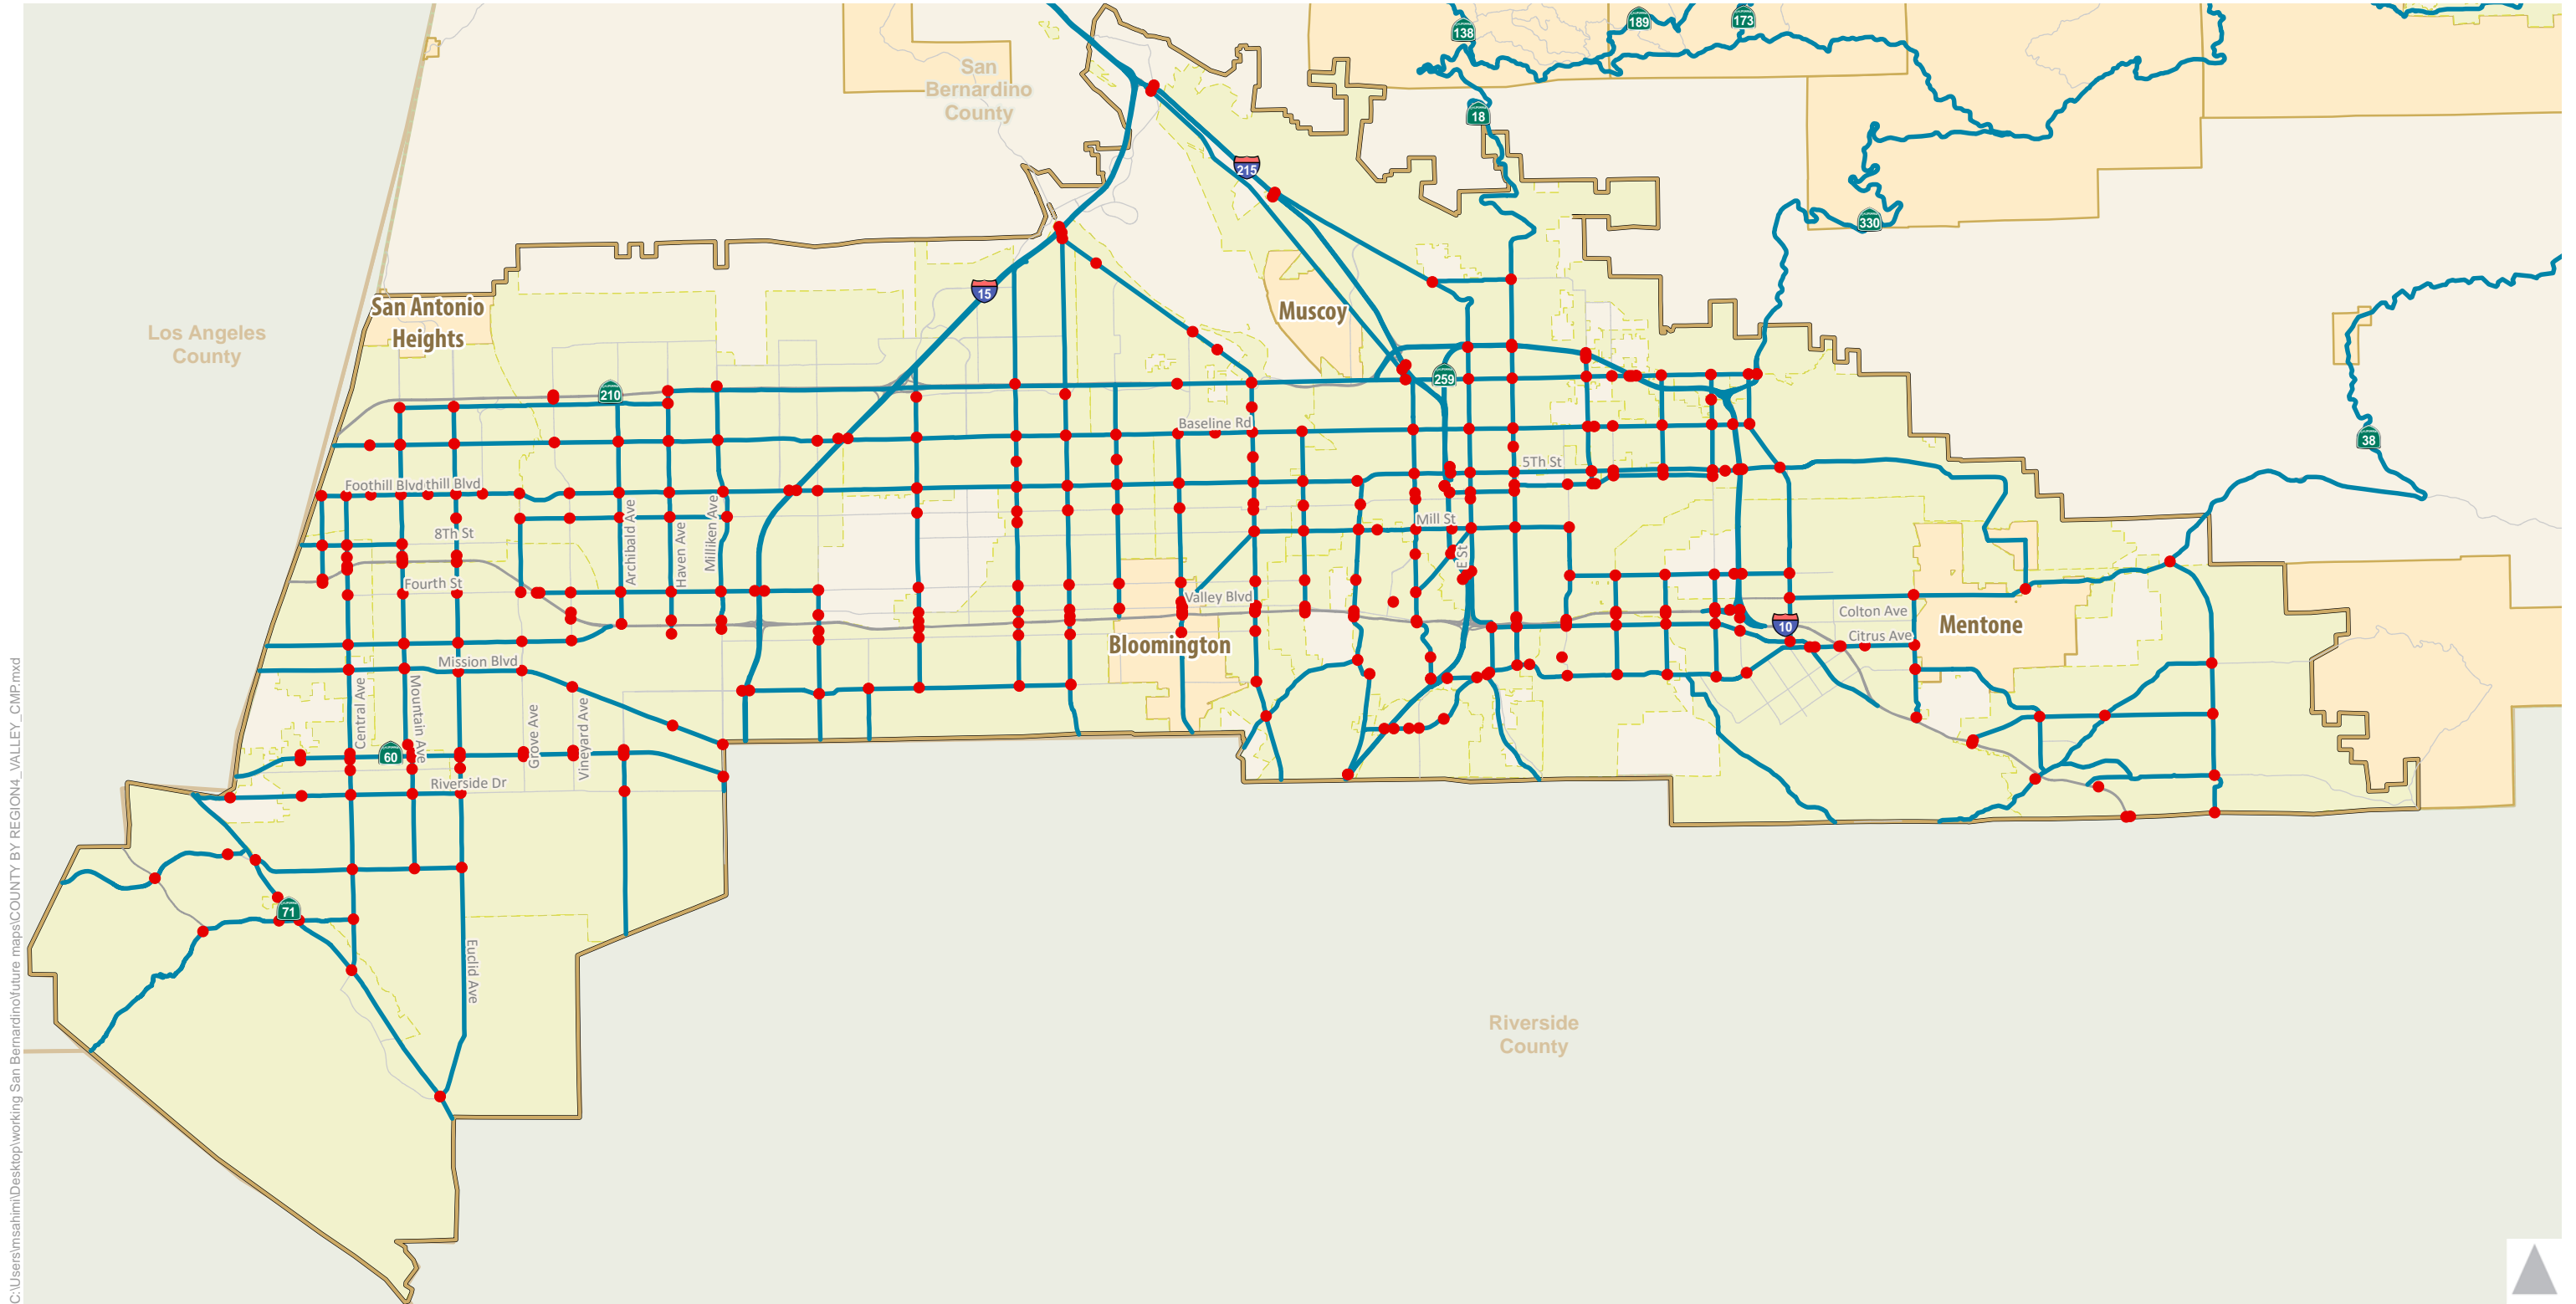 138
189
173
San
Bernardino
County
18
215
330
15
San Antonio
Heights
Muscoy
Los Angeles
County
210
259
Baseline Rd
38
5Th St
Foothill Blvd
thill Blvd
Mill St
8Th St
Archibald Ave
Haven Ave
Milliken Ave
E St
Fourth St
Valley Blvd
Colton Ave
10
Mentone
Citrus Ave
Bloomington
Mission Blvd
Central Ave
Mountain Ave
Grove Ave
Vineyard Ave
60
Riverside Dr
71
Euclid Ave
Riverside
County
C:\Users\msahimi\Desktop\working San Bernardino\future maps\COUNTY BY REGION4_VALLEY_CMP.mxd